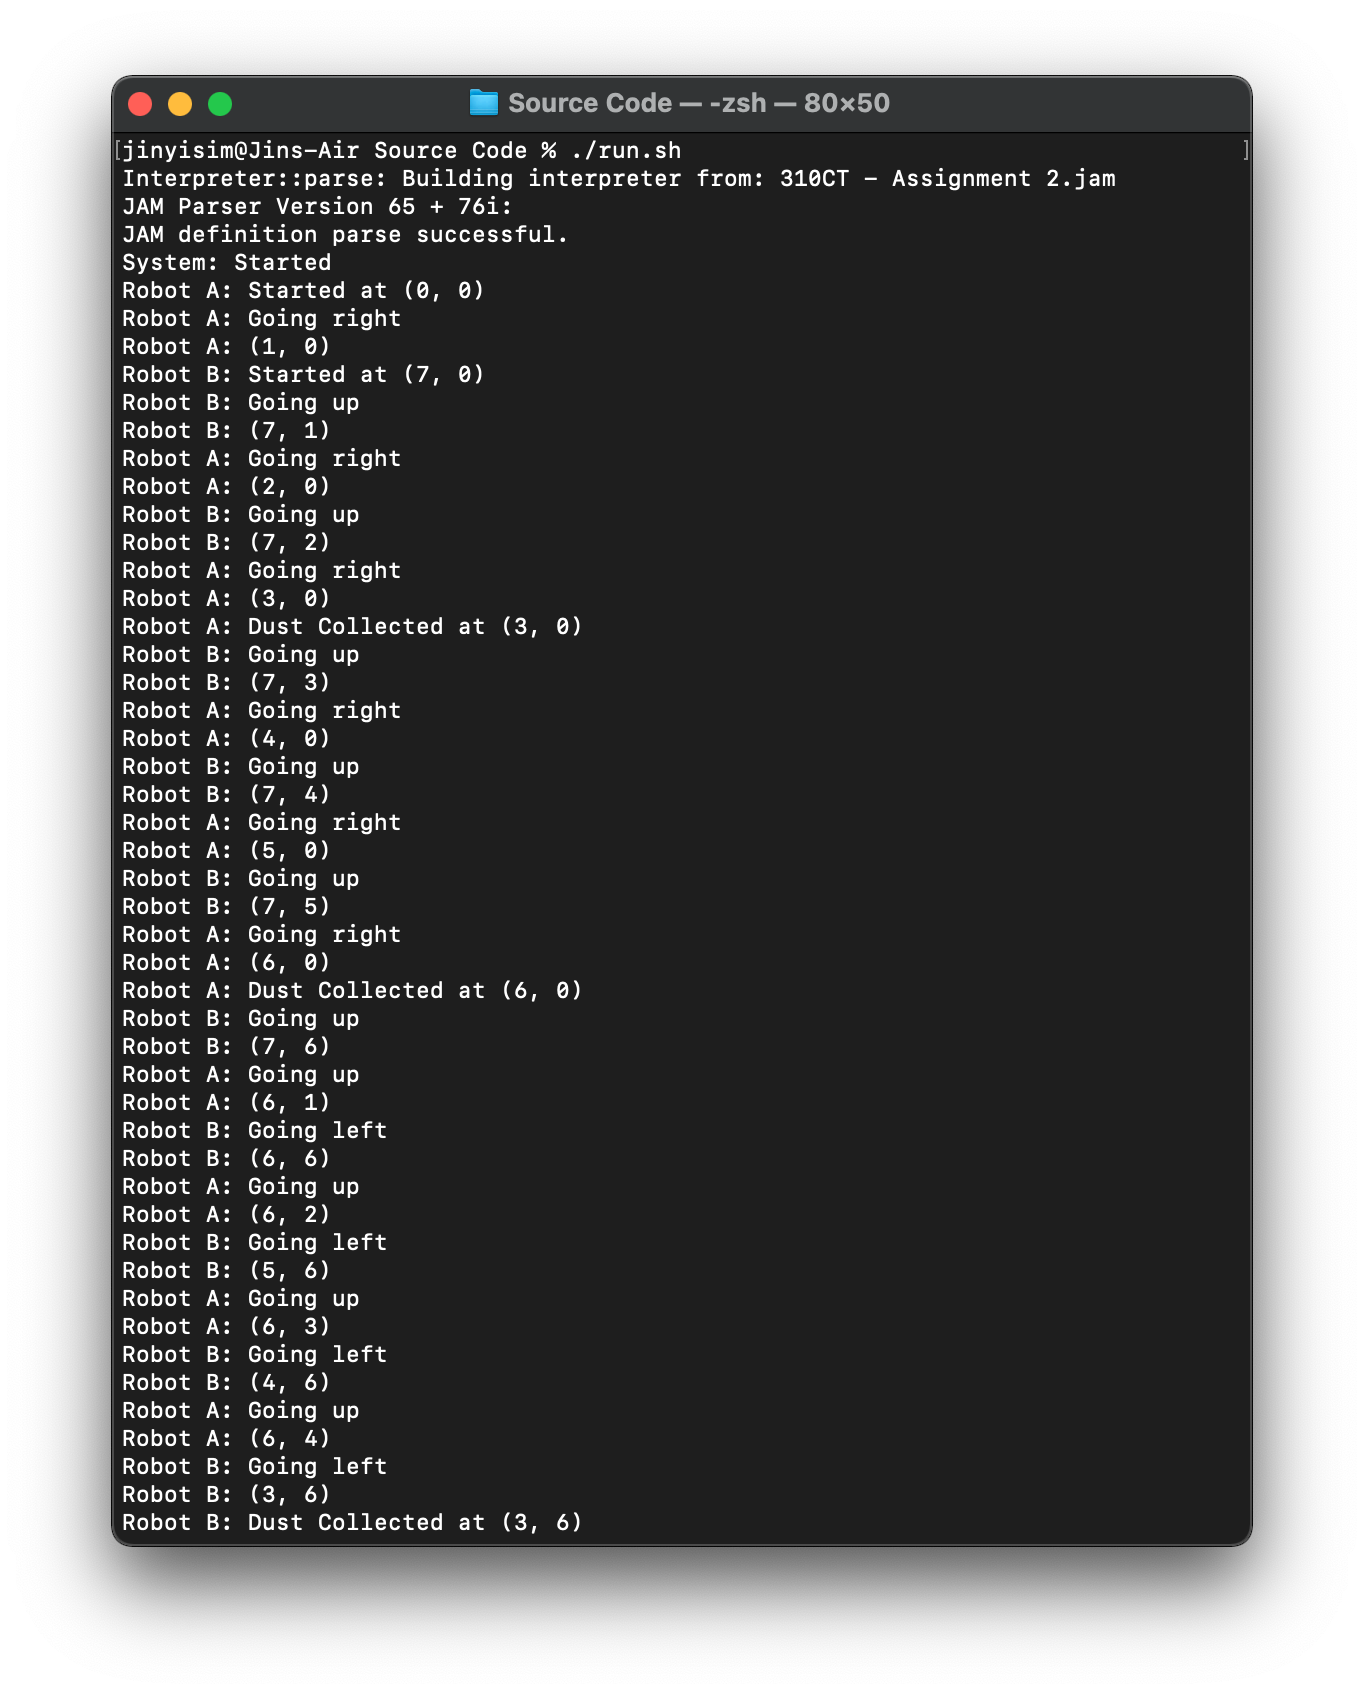 Source Code — -zsh — 80×50
jinyisim@Jins-Air Source Code % ./run.sh
Interpreter::parse: Building interpreter from: 310CT - Assignment 2.jam
JAM Parser Version 65 + 76i:
JAM definition parse successful.
System: Started
Robot A: Started at (0, 0)
Robot A: Going right
Robot A: (1, 0)
Robot B: Started at (7, 0)
Robot B: Going up
Robot B: (7, 1)
Robot A: Going right
Robot A: (2, 0)
Robot B: Going up
Robot B: (7, 2)
Robot A: Going right
Robot A: (3, 0)
Robot A: Dust Collected at (3, 0)
Robot B: Going up
Robot B: (7, 3)
Robot A: Going right
Robot A: (4, 0)
Robot B: Going up
Robot B: (7, 4)
Robot A: Going right
Robot A: (5, 0)
Robot B: Going up
Robot B: (7, 5)
Robot A: Going right
Robot A: (6, 0)
Robot A: Dust Collected at (6, 0)
Robot B: Going up
Robot B: (7, 6)
Robot A: Going up
Robot A: (6, 1)
Robot B: Going left
Robot B: (6, 6)
Robot A: Going up
Robot A: (6, 2)
Robot B: Going left
Robot B: (5, 6)
Robot A: Going up
Robot A: (6, 3)
Robot B: Going left
Robot B: (4, 6)
Robot A: Going up
Robot A: (6, 4)
Robot B: Going left
Robot B: (3, 6)
Robot B: Dust Collected at (3, 6)